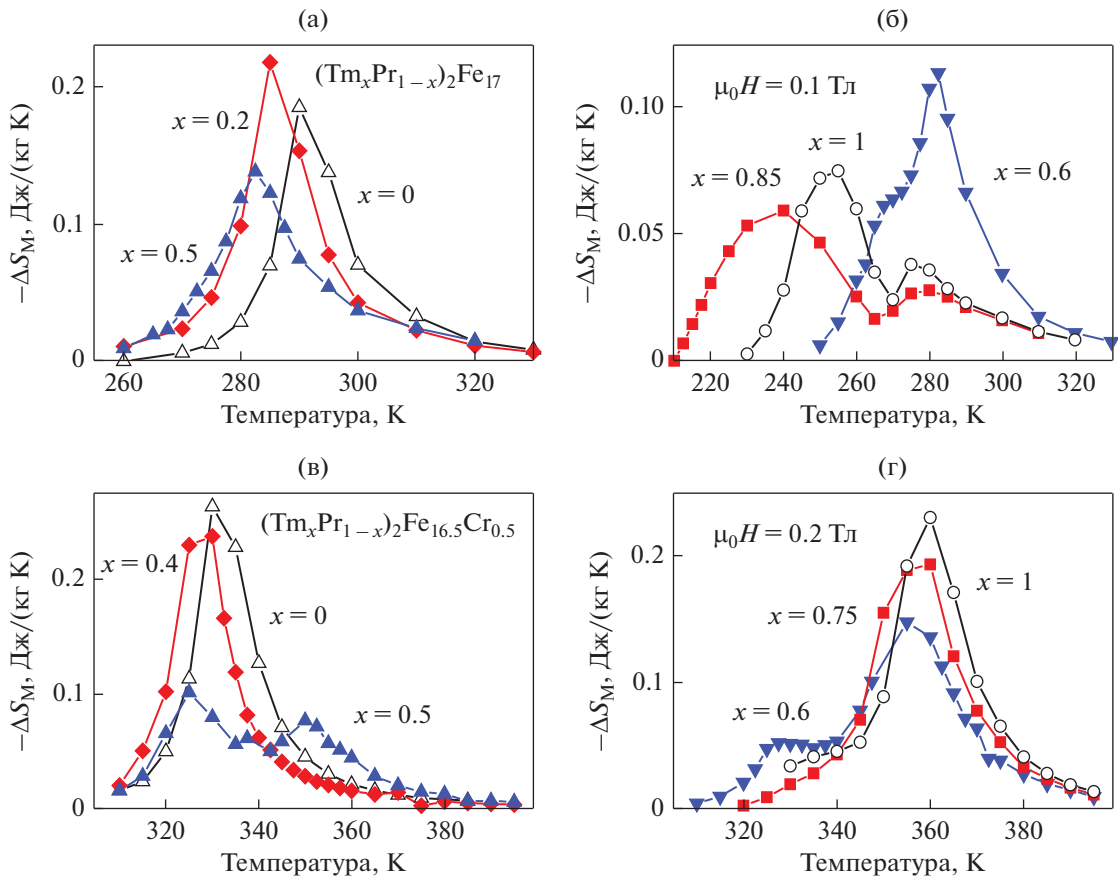 (а)
(Tm_xPr_{1 – x})_2Fe_{17}
x = 0.2
x = 0
x = 0.5
0.2
0.1
0
–ΔS_M, Дж/(кг К)
260
280
300
320
Температура, К
(б)
μ_0H = 0.1 Тл
x = 1
x = 0.85
x = 0.6
0.10
0.05
0
–ΔS_M, Дж/(кг К)
220
240
260
280
300
320
Температура, К
(в)
(Tm_xPr_{1 – x})_2Fe_{16.5}Cr_{0.5}
x = 0.4
x = 0
x = 0.5
0.2
0.1
0
–ΔS_M, Дж/(кг К)
320
340
360
380
Температура, К
(г)
μ_0H = 0.2 Тл
x = 1
x = 0.75
x = 0.6
0.2
0.1
0
–ΔS_M, Дж/(кг К)
320
340
360
380
Температура, К